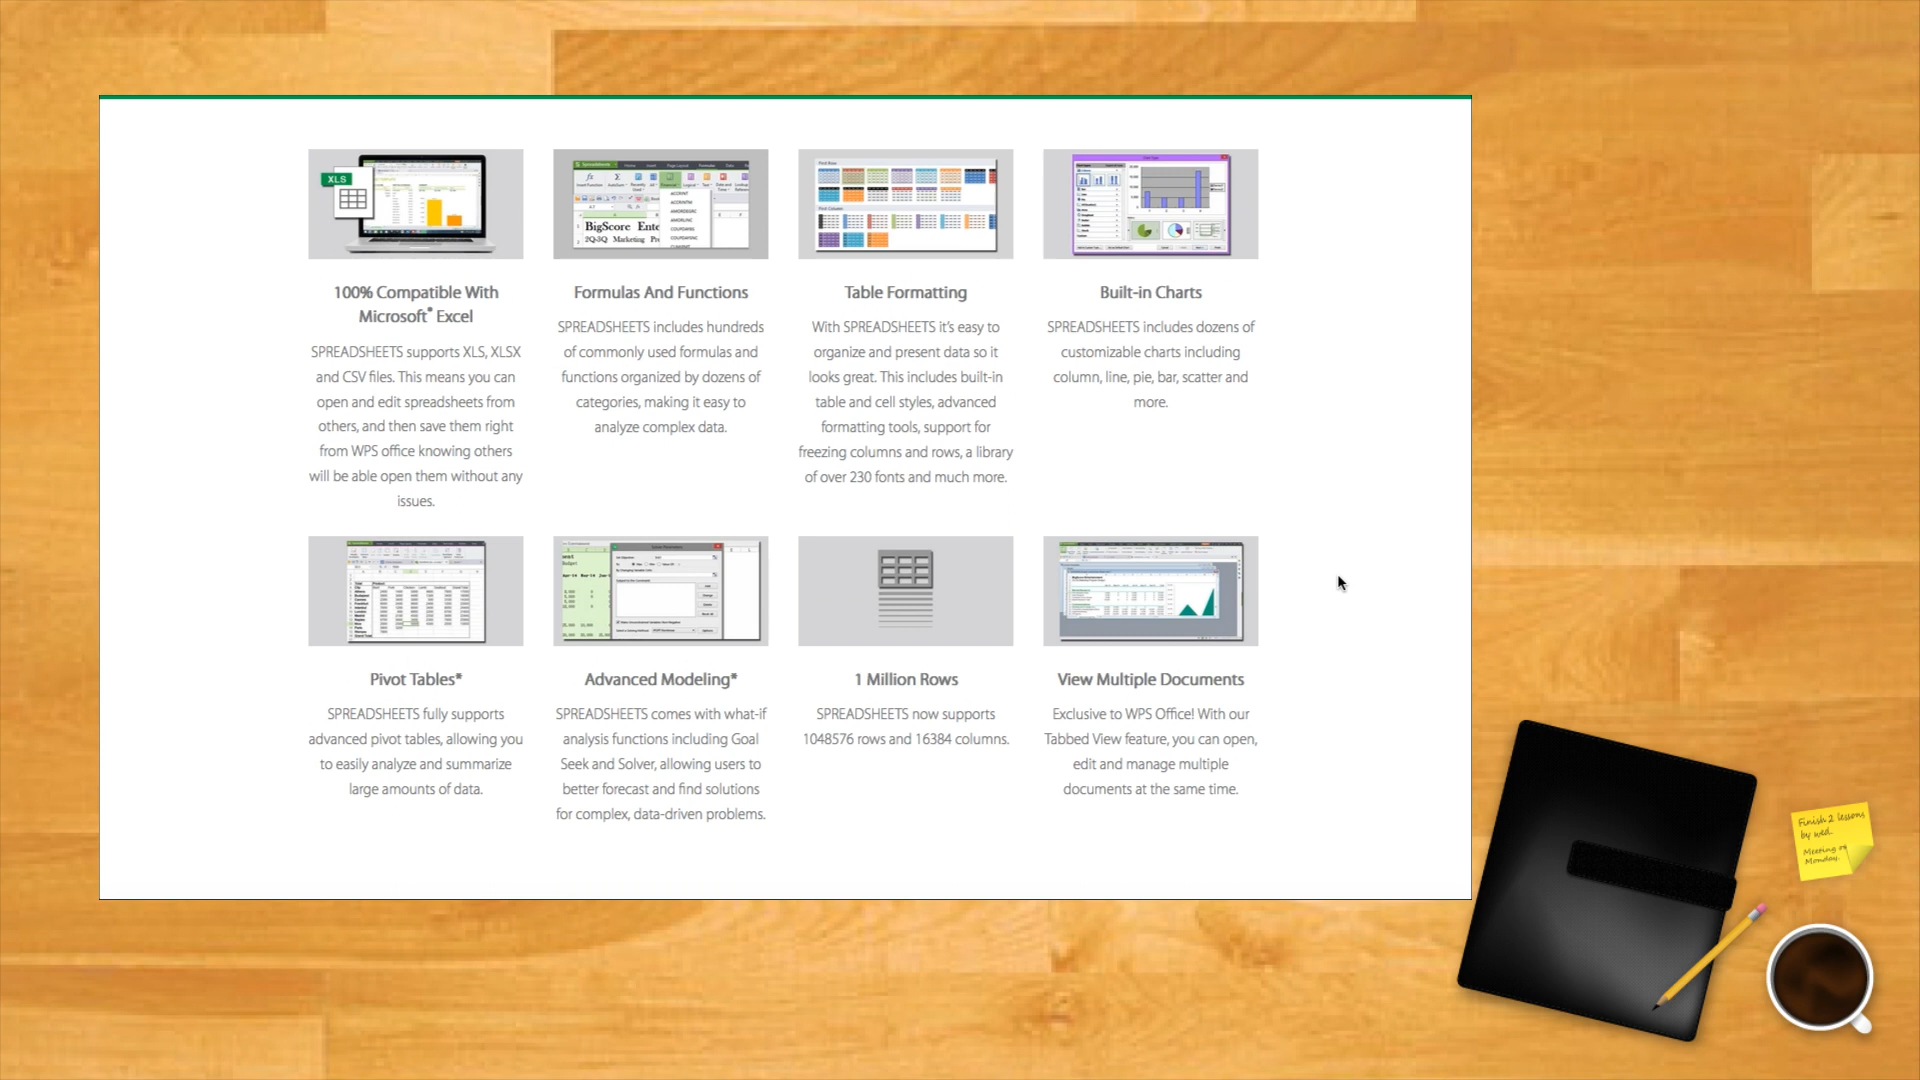 XLS
Spreadsheets
BigScore Ente
2Q-3Q Marketing Pr
100% Compatible With
Microsoft® Excel
SPREADSHEETS supports XLS, XLSX
and CSV files. This means you can
open and edit spreadsheets from
others, and then save them right
from WPS office knowing others
will be able open them without any
issues.
Formulas And Functions
SPREADSHEETS includes hundreds
of commonly used formulas and
functions organized by dozens of
categories, making it easy to
analyze complex data.
Table Formatting
With SPREADSHEETS it's easy to
organize and present data so it
looks great. This includes built-in
table and cell styles, advanced
formatting tools, support for
freezing columns and rows, a library
of over 230 fonts and much more.
Built-in Charts
SPREADSHEETS includes dozens of
customizable charts including
column, line, pie, bar, scatter and
more.
Pivot Tables*
SPREADSHEETS fully supports
advanced pivot tables, allowing you
to easily analyze and summarize
large amounts of data.
Advanced Modeling*
SPREADSHEETS comes with what-if
analysis functions including Goal
Seek and Solver, allowing users to
better forecast and find solutions
for complex, data-driven problems.
1 Million Rows
SPREADSHEETS now supports
1048576 rows and 16384 columns.
View Multiple Documents
Exclusive to WPS Office! With our
Tabbed View feature, you can open,
edit and manage multiple
documents at the same time.
Finish 2 lessons
by wed.
Meeting on
Monday.